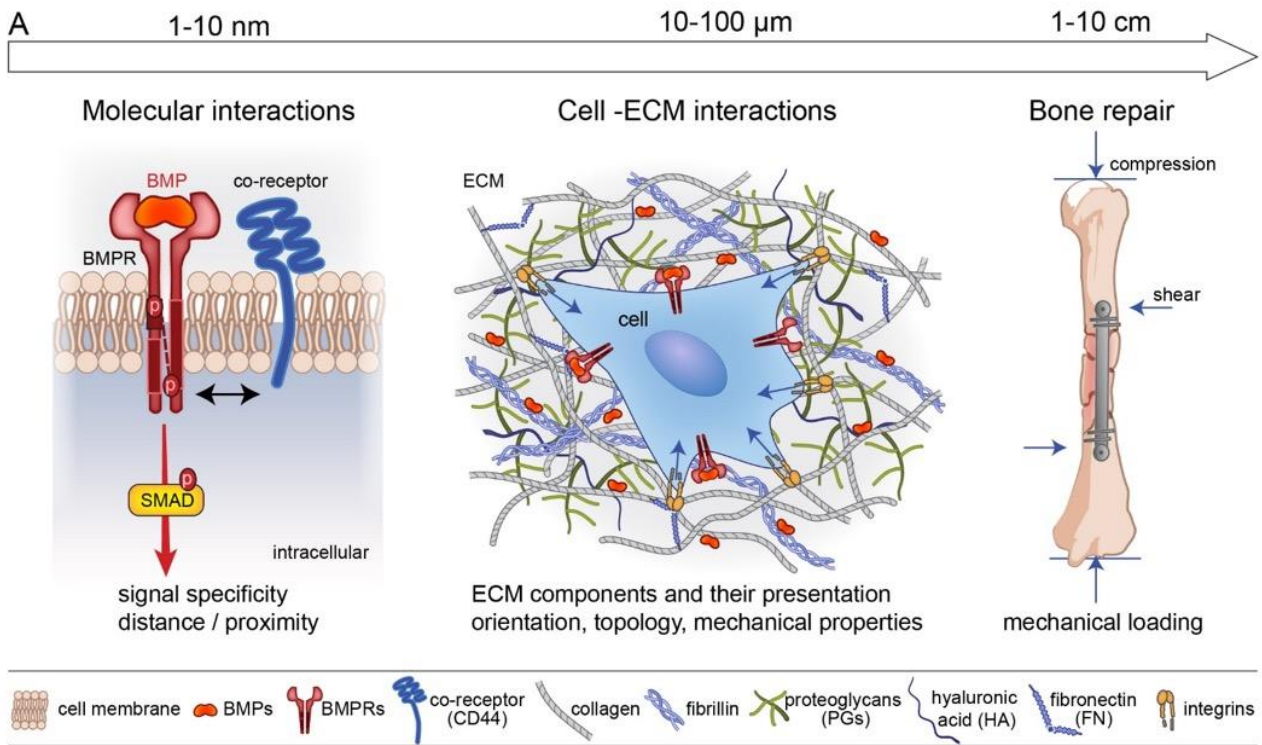 A
1-10 nm
10-100 µm
1-10 cm
Molecular interactions
Cell -ECM interactions
Bone repair
BMP
co-receptor
BMPR
p
p
p
SMAD
intracellular
signal specificity
distance / proximity
ECM
cell
ECM components and their presentation
orientation, topology, mechanical properties
compression
shear
mechanical loading
cell membrane
BMPs
BMPRs
co-receptor
(CD44)
collagen
fibrillin
proteoglycans
(PGs)
hyaluronic
acid (HA)
fibronectin
(FN)
integrins